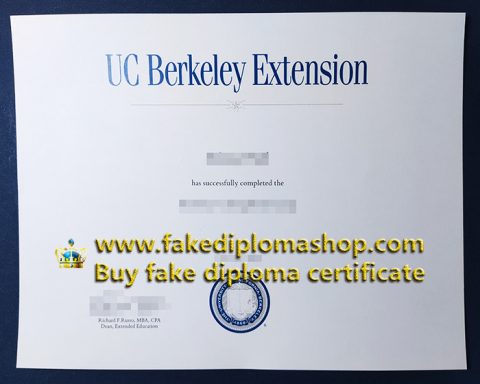 UC Berkeley Extension
has successfully completed the
www.fakediplomashop.com
Buy fake diploma certificate
Richard F.Russo, MBA, CPA
Dean, Extended Education